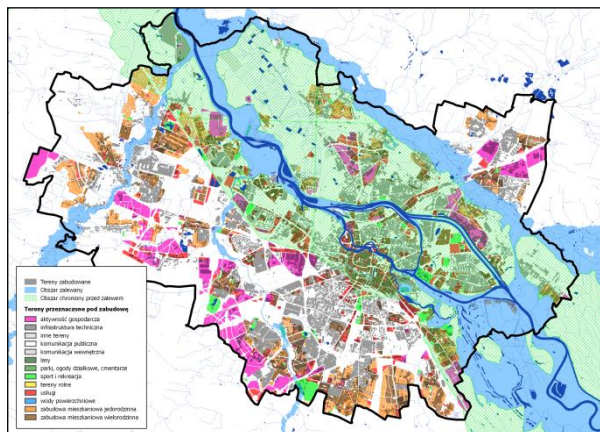 Tereny zabudowane
Obszar zalewany
Obszar chroniony przed zalewem
Tereny przeznaczone pod zabudowę
aktywność gospodarcza
infrastruktura techniczna
inne tereny
komunikacja publiczna
komunikacja wewnętrzna
lasy
parki, ogrody działkowe, cmentarze
sport i rekreacja
tereny rolne
usługi
wody powierzchniowe
zabudowa mieszkaniowa jednorodzinna
zabudowa mieszkaniowa wielorodzinna